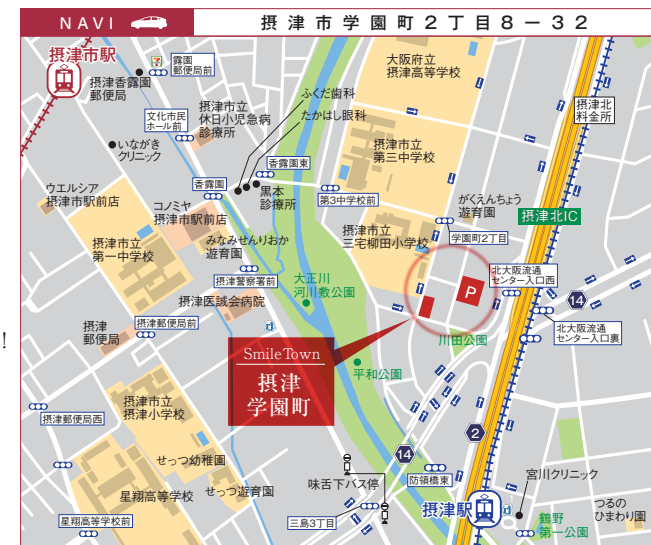 NAVI
摂津市学園町2丁目8－32
摂津市駅
摂津香露園
郵便局
露園
郵便局前
大阪府立
摂津高等学校
ふくだ歯科
たかはし眼科
文化市民
ホール前
摂津市立
休日小児急病
診療所
摂津北
料金所
いながき
クリニック
摂津市立
第三中学校
香露園東
ウエルシア
摂津市駅前店
香露園
黒本
診療所
第3中学校前
がくえんちょう
遊育園
コノミヤ
摂津市駅前店
摂津市立
三宅柳田小学校
摂津北IC
摂津市立
第一中学校
みなみせんりおか
遊育園
学園町2丁目
摂津警察署前
大正川
河川敷公園
北大阪流通
センター入口西
P
14
摂津医誠会病院
摂津
郵便局
摂津郵便局前
北大阪流通
センター入口裏
川田公園
!
SmileTown
摂津
学園町
平和公園
摂津市立
摂津小学校
摂津郵便局西
2
14
せっつ幼稚園
味舌下バス停
防領橋東
宮川クリニック
星翔高等学校
せっつ遊育園
摂津駅
つるの
ひまわり園
星翔高等学校前
三島3丁目
鶴野
第一公園